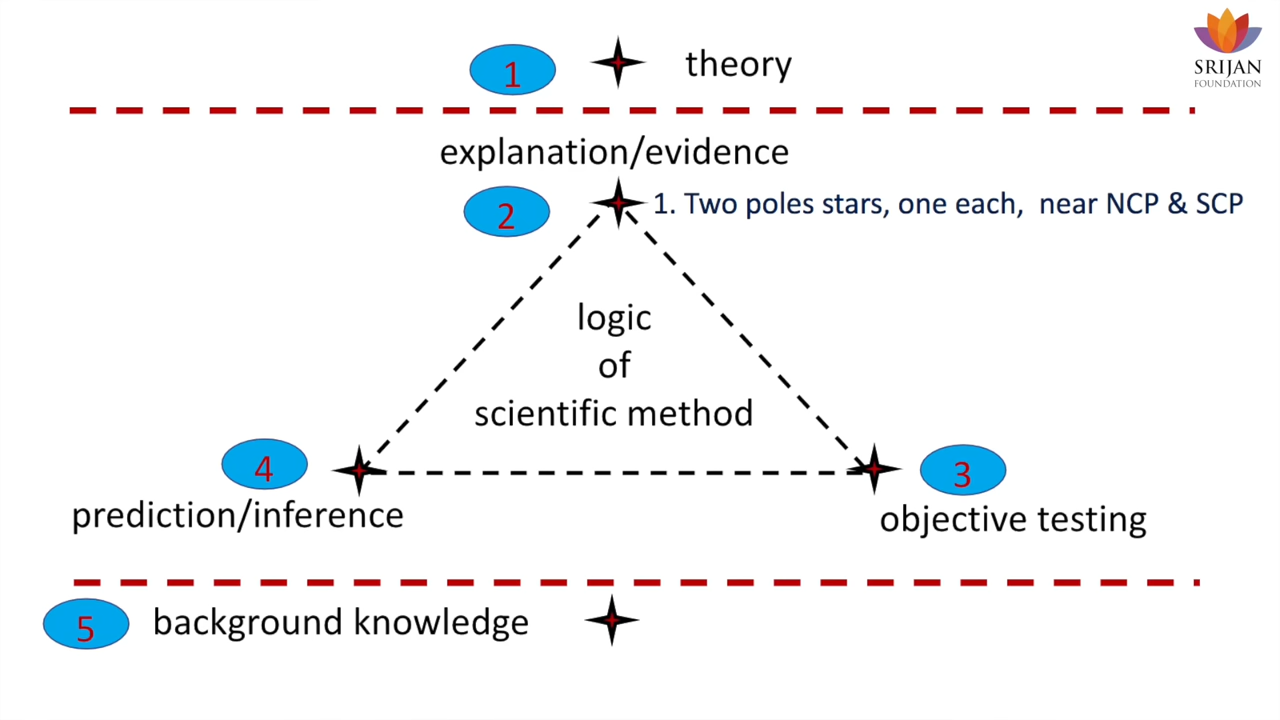 1 theory
SRIJAN
FOUNDATION
explanation/evidence
2 1. Two poles stars, one each, near NCP & SCP
logic
of
scientific method
4 3
prediction/inference objective testing
5 background knowledge